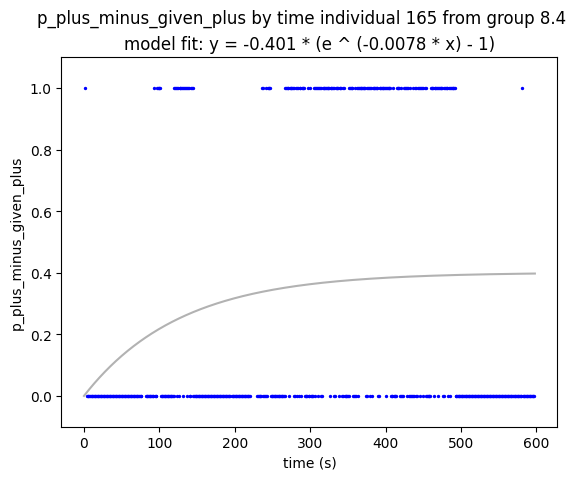 p_plus_minus_given_plus by time individual 165 from group 8.4
model fit: y = -0.401 * (e ^ (-0.0078 * x) - 1)
p_plus_minus_given_plus
1.0
0.8
0.6
0.4
0.2
0.0
0 100 200 300 400 500 600
time (s)